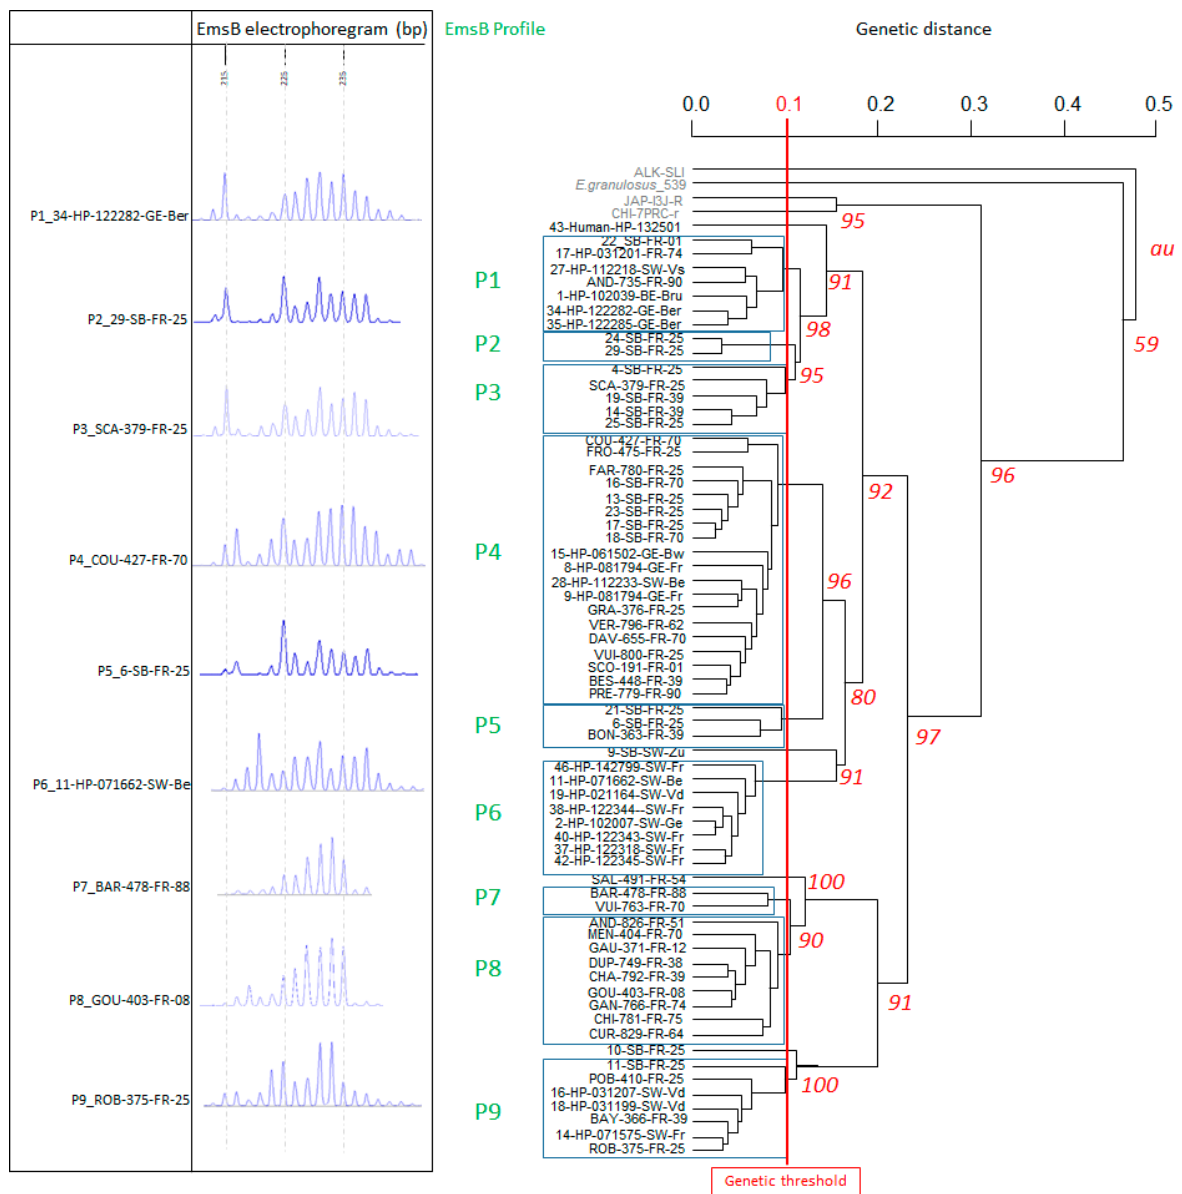 EmsB electrophoregram (bp)
EmsB Profile
Genetic distance
215
225
235
0.0
0.1
0.2
0.3
0.4
0.5
P1_34-HP-122282-GE-Ber
P2_29-SB-FR-25
P3_SCA-379-FR-25
P4_COU-427-FR-70
P5_6-SB-FR-25
P6_11-HP-071662-SW-Be
P7_BAR-478-FR-88
P8_GOU-403-FR-08
P9_ROB-375-FR-25
P1
P2
P3
P4
P5
P6
P7
P8
P9
ALK-SLI
E.granulosus_539
JAP-I3J-R
CHI-7PRC-r
43-Human-HP-132501
22_SB-FR-01
17-HP-031201-FR-74
27-HP-112218-SW-Vs
AND-735-FR-90
1-HP-102039-BE-Bru
34-HP-122282-GE-Ber
35-HP-122285-GE-Ber
24-SB-FR-25
29-SB-FR-25
4-SB-FR-25
SCA-379-FR-25
19-SB-FR-39
14-SB-FR-39
25-SB-FR-25
COU-427-FR-70
FRO-475-FR-25
FAR-780-FR-25
16-SB-FR-70
13-SB-FR-25
23-SB-FR-25
17-SB-FR-25
18-SB-FR-70
15-HP-061502-GE-Bw
8-HP-081794-GE-Fr
28-HP-112233-SW-Be
9-HP-081794-GE-Fr
GRA-376-FR-25
VER-796-FR-62
DAV-655-FR-70
VUI-800-FR-25
SCO-191-FR-01
BES-448-FR-39
PRE-779-FR-90
21-SB-FR-25
6-SB-FR-25
BON-363-FR-39
9-SB-SW-Zu
46-HP-142799-SW-Fr
11-HP-071662-SW-Be
19-HP-021164-SW-Vd
38-HP-122344--SW-Fr
2-HP-102007-SW-Ge
40-HP-122343-SW-Fr
37-HP-122318-SW-Fr
42-HP-122345-SW-Fr
SAL-491-FR-54
BAR-478-FR-88
VUI-763-FR-70
AND-826-FR-51
MEN-404-FR-70
GAU-371-FR-12
DUP-749-FR-38
CHA-792-FR-39
GOU-403-FR-08
GAN-766-FR-74
CHI-781-FR-75
CUR-829-FR-64
10-SB-FR-25
11-SB-FR-25
POB-410-FR-25
16-HP-031207-SW-Vd
18-HP-031199-SW-Vd
BAY-366-FR-39
14-HP-071575-SW-Fr
ROB-375-FR-25
95
au
91
98
59
95
96
92
96
80
97
91
100
90
91
100
Genetic threshold